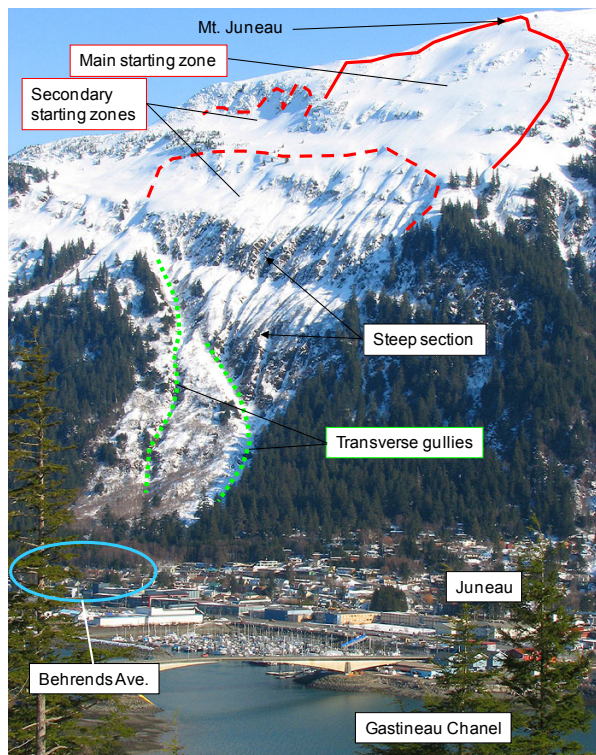 Mt. Juneau
Main starting zone
Secondary
starting zones
Steep section
Transverse gullies
Juneau
Behrends Ave.
Gastineau Chanel